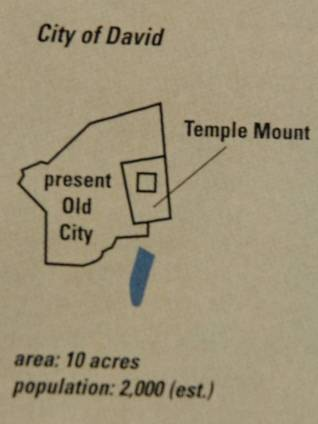 City of David
Temple Mount
present
Old
City
area: 10 acres
population: 2,000 (est.)